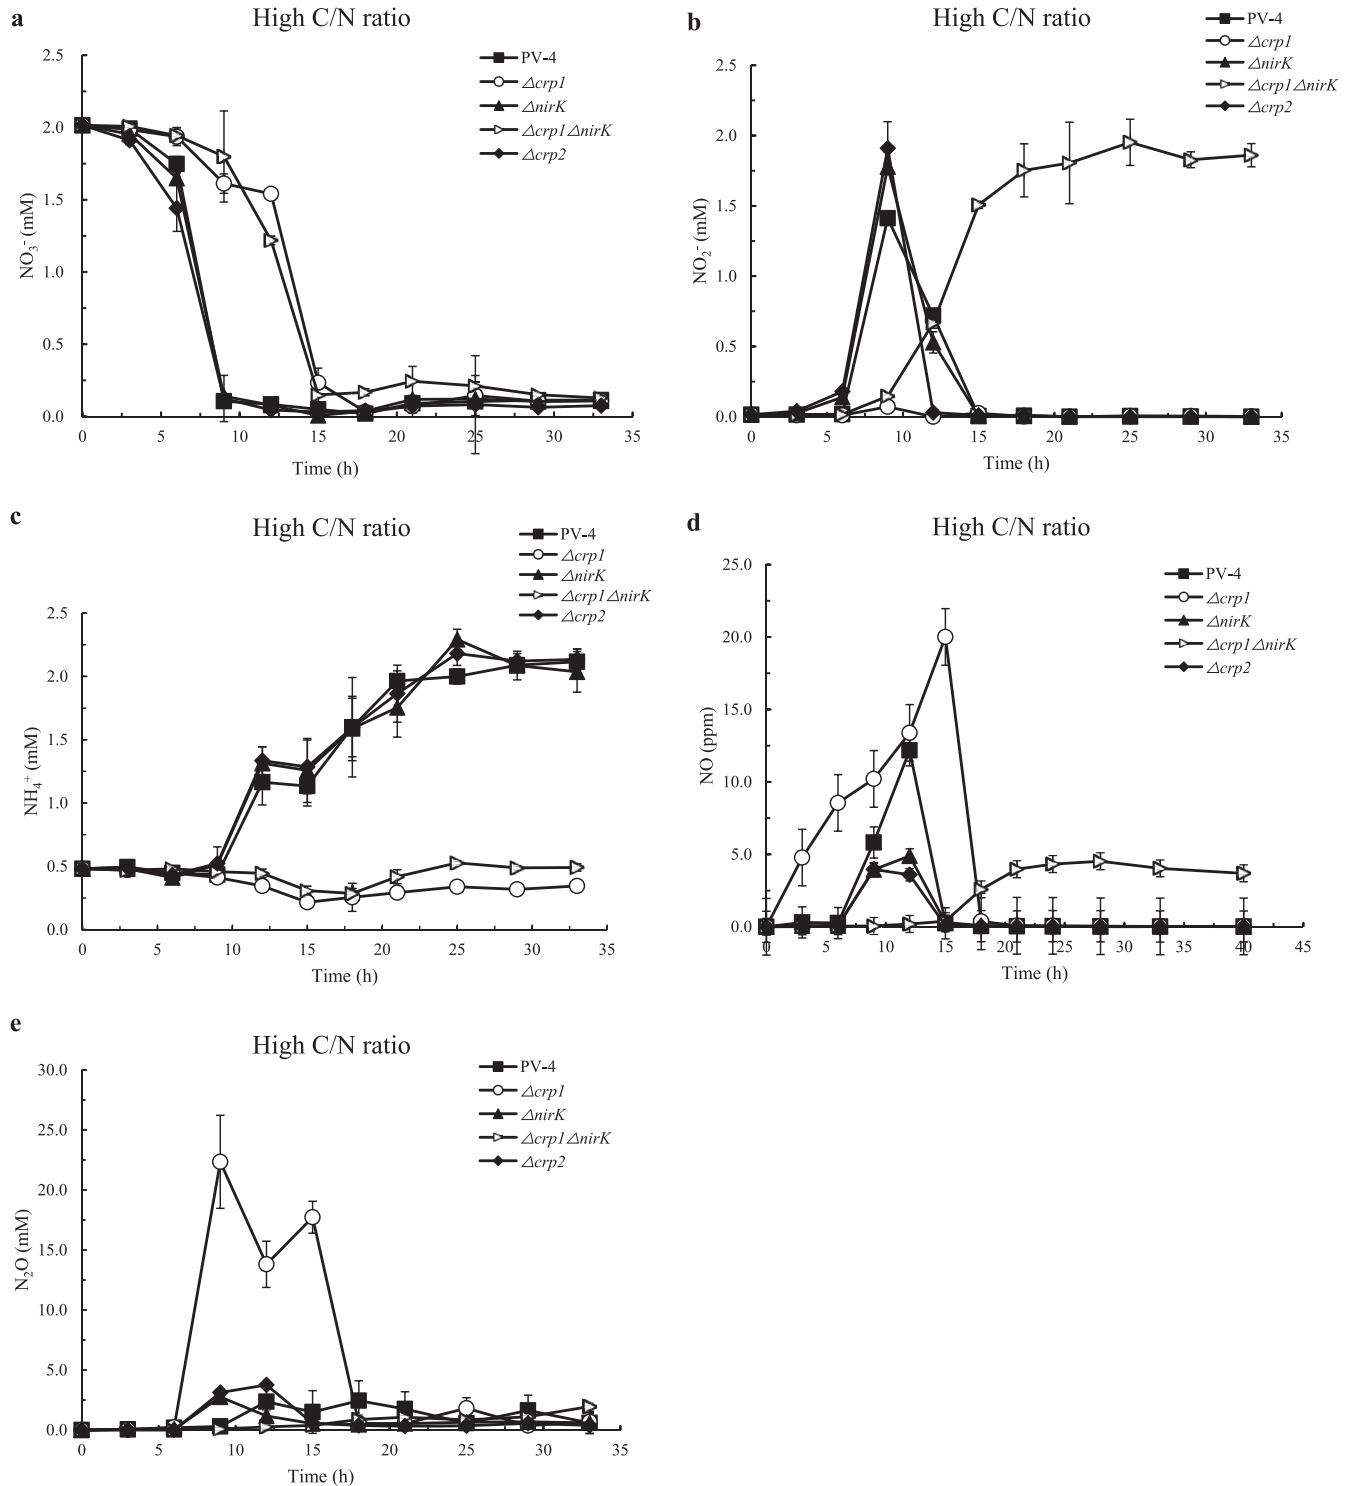 a
High C/N ratio
PV-4
Δcrp1
ΔnirK
Δcrp1ΔnirK
Δcrp2
2.5
2.0
1.5
1.0
0.5
0.0
NO₃⁻ (mM)
0 5 10 15 20 25 30 35
Time (h)
b
High C/N ratio
PV-4
Δcrp1
ΔnirK
Δcrp1ΔnirK
Δcrp2
2.5
2.0
1.5
1.0
0.5
0.0
NO₂⁻ (mM)
0 5 10 15 20 25 30 35
Time (h)
c
High C/N ratio
PV-4
Δcrp1
ΔnirK
Δcrp1ΔnirK
Δcrp2
2.5
2.0
1.5
1.0
0.5
0.0
NH₄⁺ (mM)
0 5 10 15 20 25 30 35
Time (h)
d
High C/N ratio
PV-4
Δcrp1
ΔnirK
Δcrp1ΔnirK
Δcrp2
25.0
20.0
15.0
10.0
5.0
0.0
NO (ppm)
0 5 10 15 20 25 30 35 40 45
Time (h)
e
High C/N ratio
PV-4
Δcrp1
ΔnirK
Δcrp1ΔnirK
Δcrp2
30.0
25.0
20.0
15.0
10.0
5.0
0.0
N₂O (mM)
0 5 10 15 20 25 30 35
Time (h)